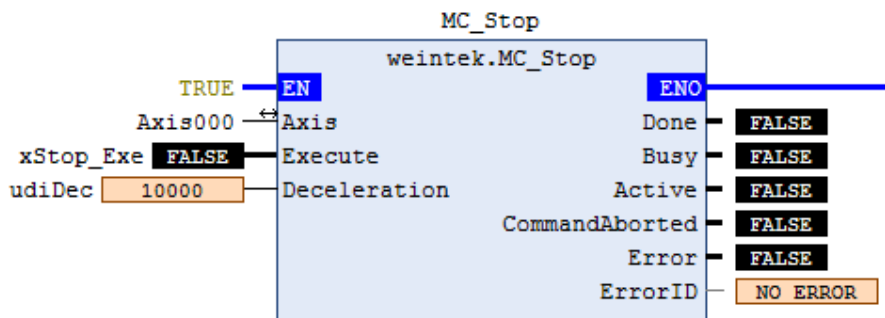 MC_Stop
weintek.MC_Stop
TRUE EN ENO
Axis000 Axis Done FALSE
xStop_Exe FALSE Execute Busy FALSE
udiDec 10000 Deceleration Active FALSE
CommandAborted FALSE
Error FALSE
ErrorID NO ERROR